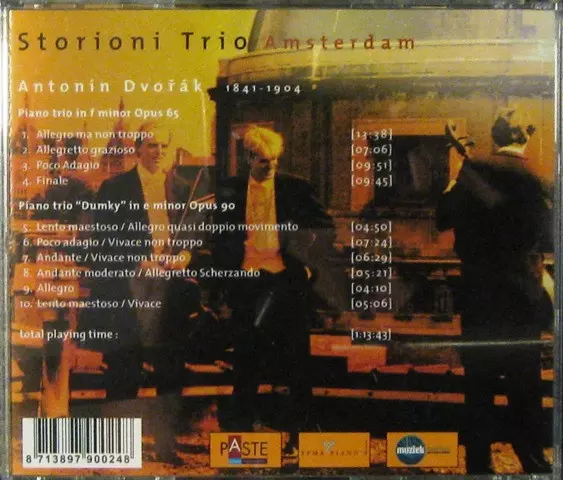 Storioni Trio Amsterdam
Antonín Dvořák 1841-1904
Piano trio in f minor Opus 65
1. Allegro ma non troppo [13:38]
2. Allegretto grazioso [07:06]
3. Poco Adagio [09:51]
4. Finale [09:45]
Piano trio "Dumky" in e minor Opus 90
5. Lento maestoso / Allegro quasi doppio movimento [04:50]
6. Poco adagio / Vivace non troppo [07:24]
7. Andante / Vivace non troppo [06:29]
8. Andante moderato / Allegretto Scherzando [05:21]
9. Allegro [04:10]
10. Lento maestoso / Vivace [05:06]
total playing time : [1:13:43]
8 713897 900248
PASTE
YPMA PIANO'S
muziek